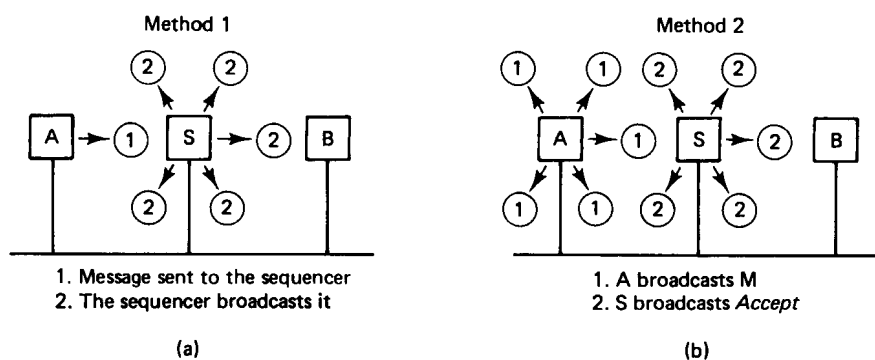 Method 1
2 2
A 1 S 2 B
2 2
1. Message sent to the sequencer
2. The sequencer broadcasts it
(a)
Method 2
1 1 2 2
A 1 S 2 B
1 1 2 2
1. A broadcasts M
2. S broadcasts Accept
(b)